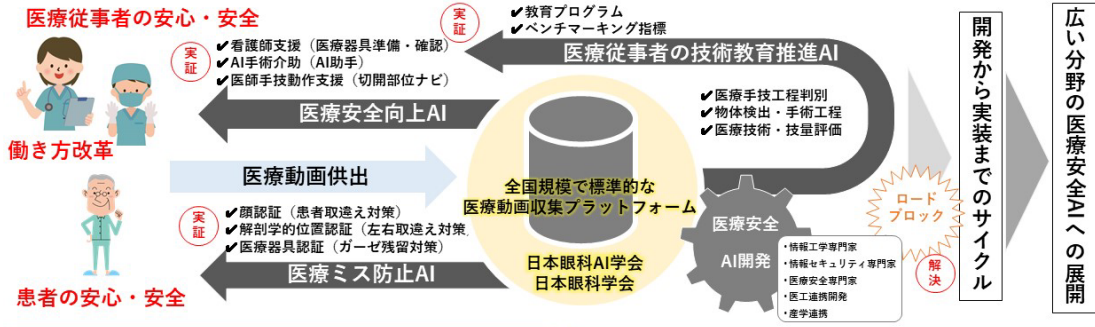 医療従事者の安心・安全
働き方改革
患者の安心・安全
実証
✔教育プログラム
✔ベンチマーキング指標
医療従事者の技術教育推進AI
実証
✔看護師支援（医療器具準備・確認）
✔AI手術介助（AI助手）
✔医師手技動作支援（切開部位ナビ）
医療安全向上AI
医療動画供出
実証
✔顔認証（患者取違え対策）
✔解剖学的位置認証（左右取違え対策）
✔医療器具認証（ガーゼ残留対策）
医療ミス防止AI
全国規模で標準的な
医療動画収集プラットフォーム
日本眼科AI学会
日本眼科学会
✔医療手技工程判別
✔物体検出・手術工程
✔医療技術・技量評価
医療安全
AI開発
・情報工学専門家
・情報セキュリティ専門家
・医療安全専門家
・医工連携開発
・産学連携
ロード
ブロック
解決
開発から実装までのサイクル
広い分野の医療安全AIへの展開